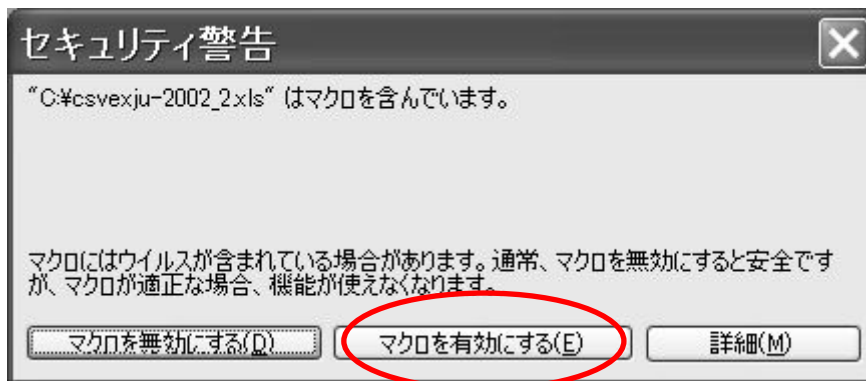 セキュリティ警告
"C:¥csvexju-2002_2.xls" はマクロを含んでいます。
マクロにはウイルスが含まれている場合があります。通常、マクロを無効にすると安全です
が、マクロが適正な場合、機能が使えなくなります。
マクロを無効にする(D) マクロを有効にする(E) 詳細(M)